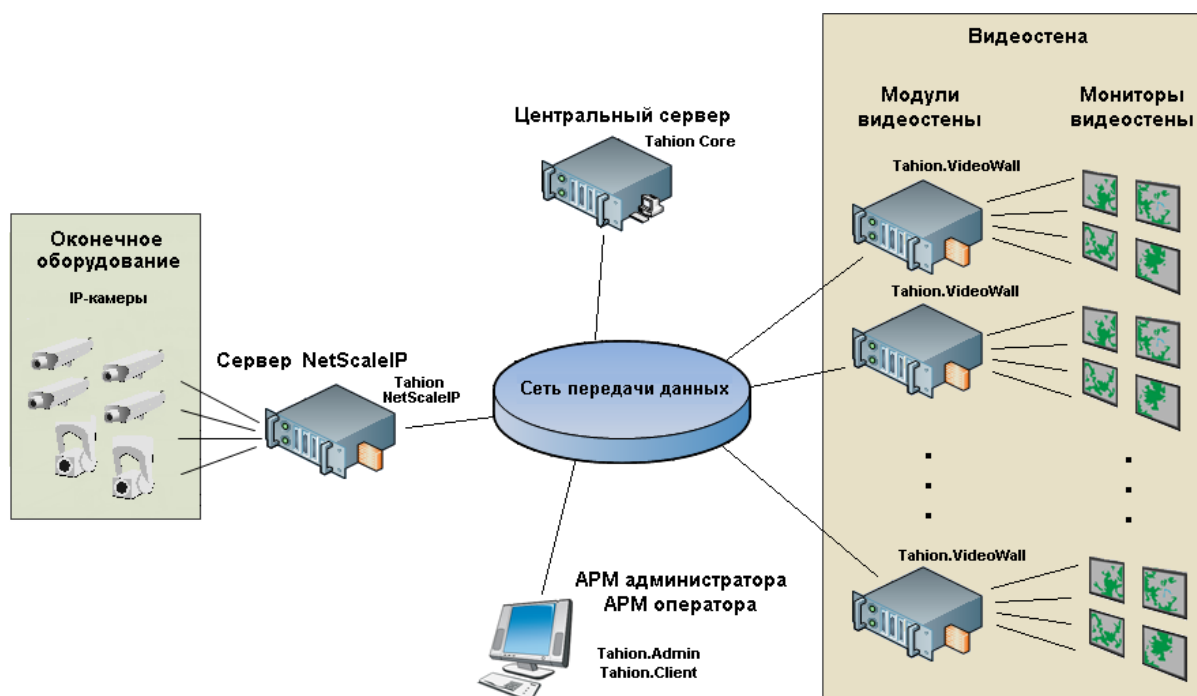 Видеостена
Модули
видеостены
Мониторы
видеостены
Центральный сервер
Tahion Core
Tahion.VideoWall
Оконечное
оборудование
IP-камеры
Tahion.VideoWall
Сервер NetScaleIP
Tahion
NetScaleIP
Сеть передачи данных
Tahion.VideoWall
АРМ администратора
АРМ оператора
Tahion.Admin
Tahion.Client